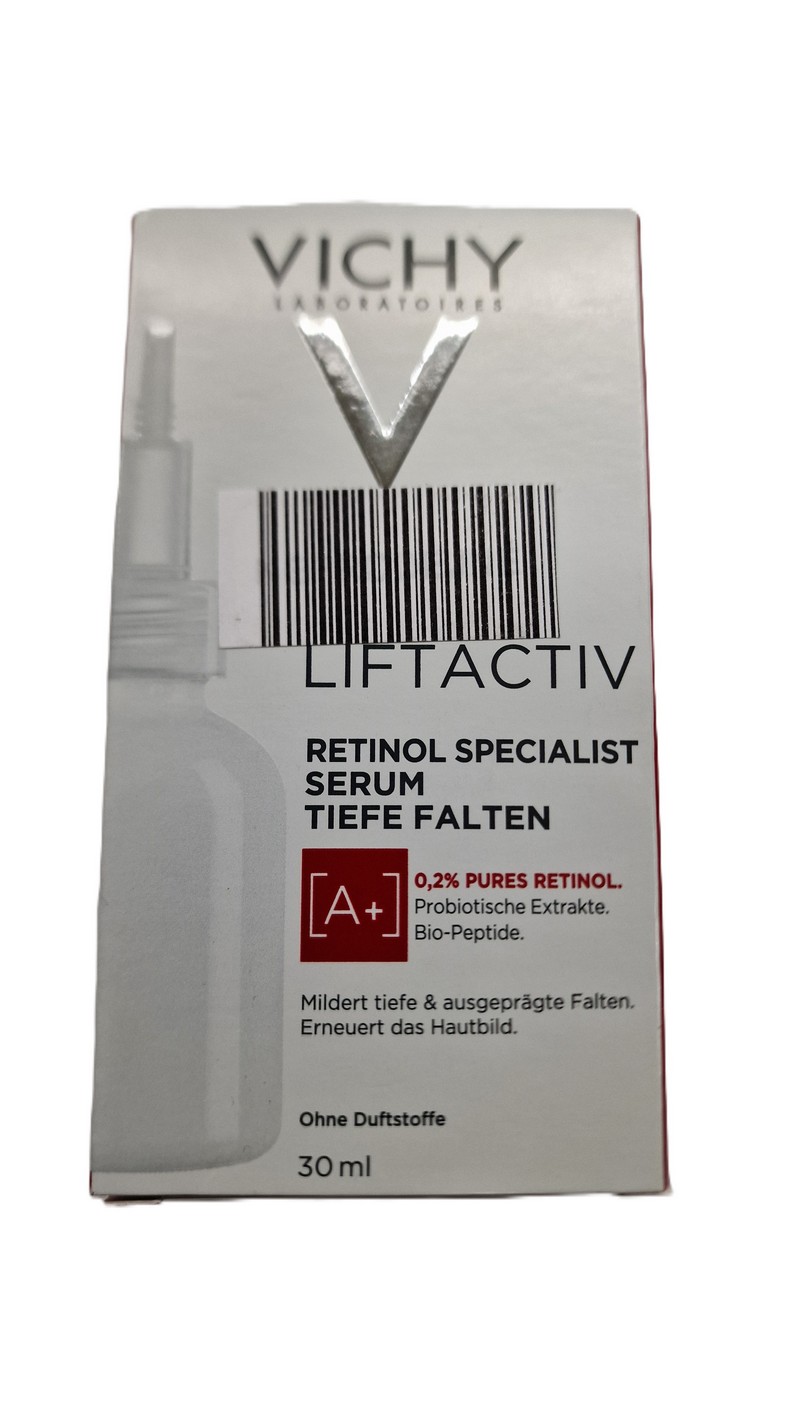 VICHY
LABORATOIRES
LIFTACTIV
RETINOL SPECIALIST
SERUM
TIEFE FALTEN
[A+]
0,2% PURES RETINOL.
Probiotische Extrakte.
Bio-Peptide.
Mildert tiefe & ausgeprägte Falten.
Erneuert das Hautbild.
Ohne Duftstoffe
30 ml